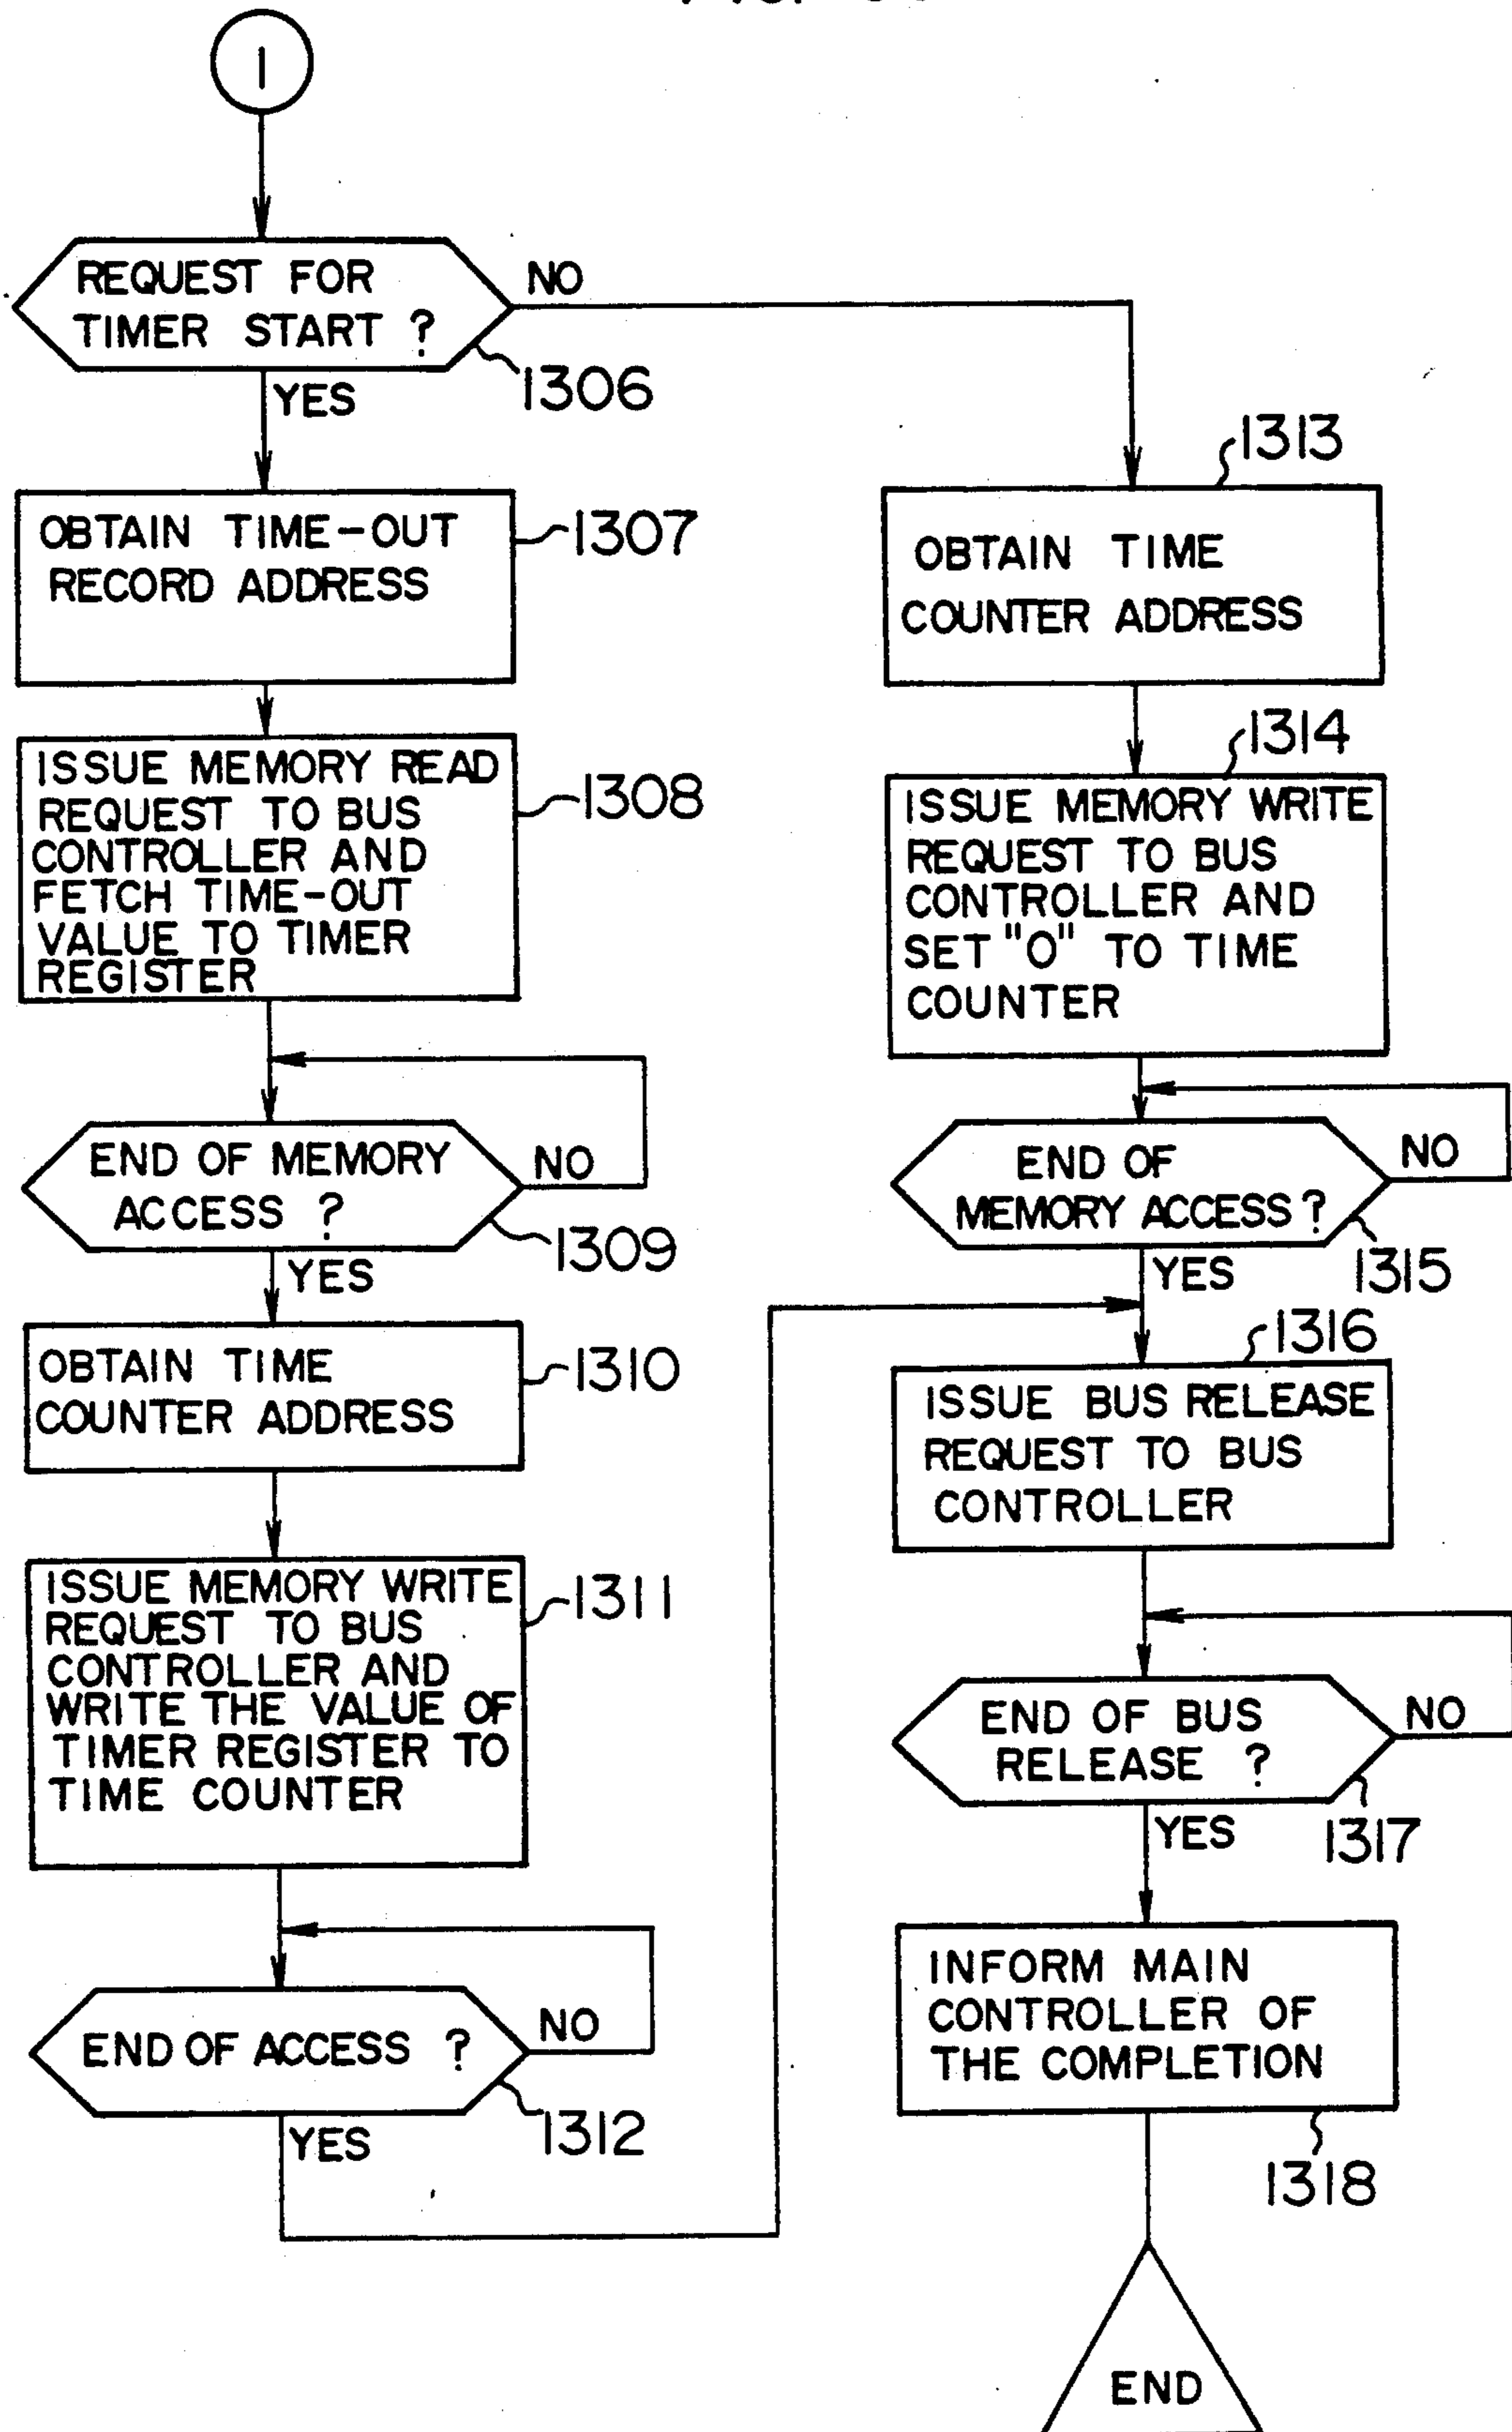 1
REQUEST FOR
TIMER START ?
NO
YES
1306
OBTAIN TIME-OUT
RECORD ADDRESS
1307
ISSUE MEMORY READ
REQUEST TO BUS
CONTROLLER AND
FETCH TIME-OUT
VALUE TO TIMER
REGISTER
1308
END OF MEMORY
ACCESS ?
NO
1309
YES
OBTAIN TIME
COUNTER ADDRESS
1310
ISSUE MEMORY WRITE
REQUEST TO BUS
CONTROLLER AND
WRITE THE VALUE OF
TIMER REGISTER TO
TIME COUNTER
1311
END OF ACCESS ?
NO
1312
YES
1313
OBTAIN TIME
COUNTER ADDRESS
1314
ISSUE MEMORY WRITE
REQUEST TO BUS
CONTROLLER AND
SET "O" TO TIME
COUNTER
END OF
MEMORY ACCESS ?
NO
YES
1315
1316
ISSUE BUS RELEASE
REQUEST TO BUS
CONTROLLER
END OF BUS
RELEASE ?
NO
YES
1317
INFORM MAIN
CONTROLLER OF
THE COMPLETION
1318
END